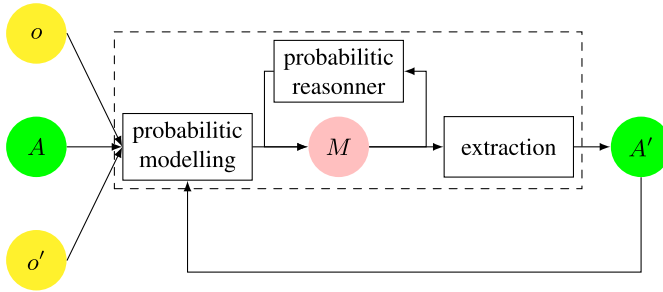 o
probabilitic
reasonner
A
probabilitic
modelling
M
extraction
A′
o′